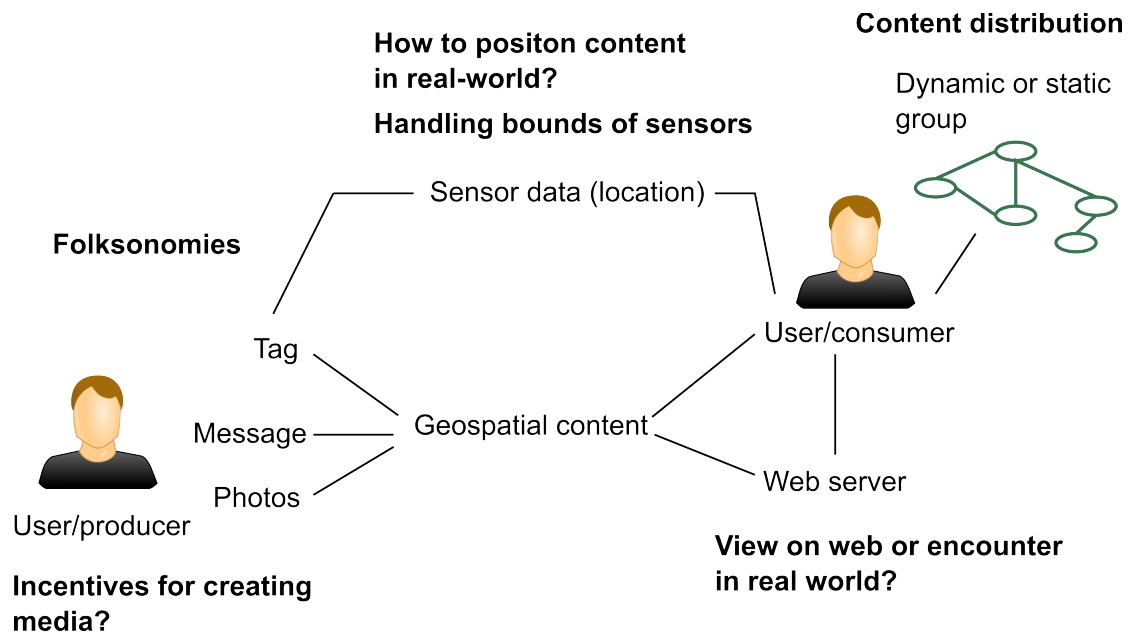 Content distribution
How to positon content
in real-world?
Dynamic or static
group
Handling bounds of sensors
Sensor data (location)
Folksonomies
User/consumer
Tag
Geospatial content
Message
Web server
Photos
User/producer
View on web or encounter
in real world?
Incentives for creating
media?